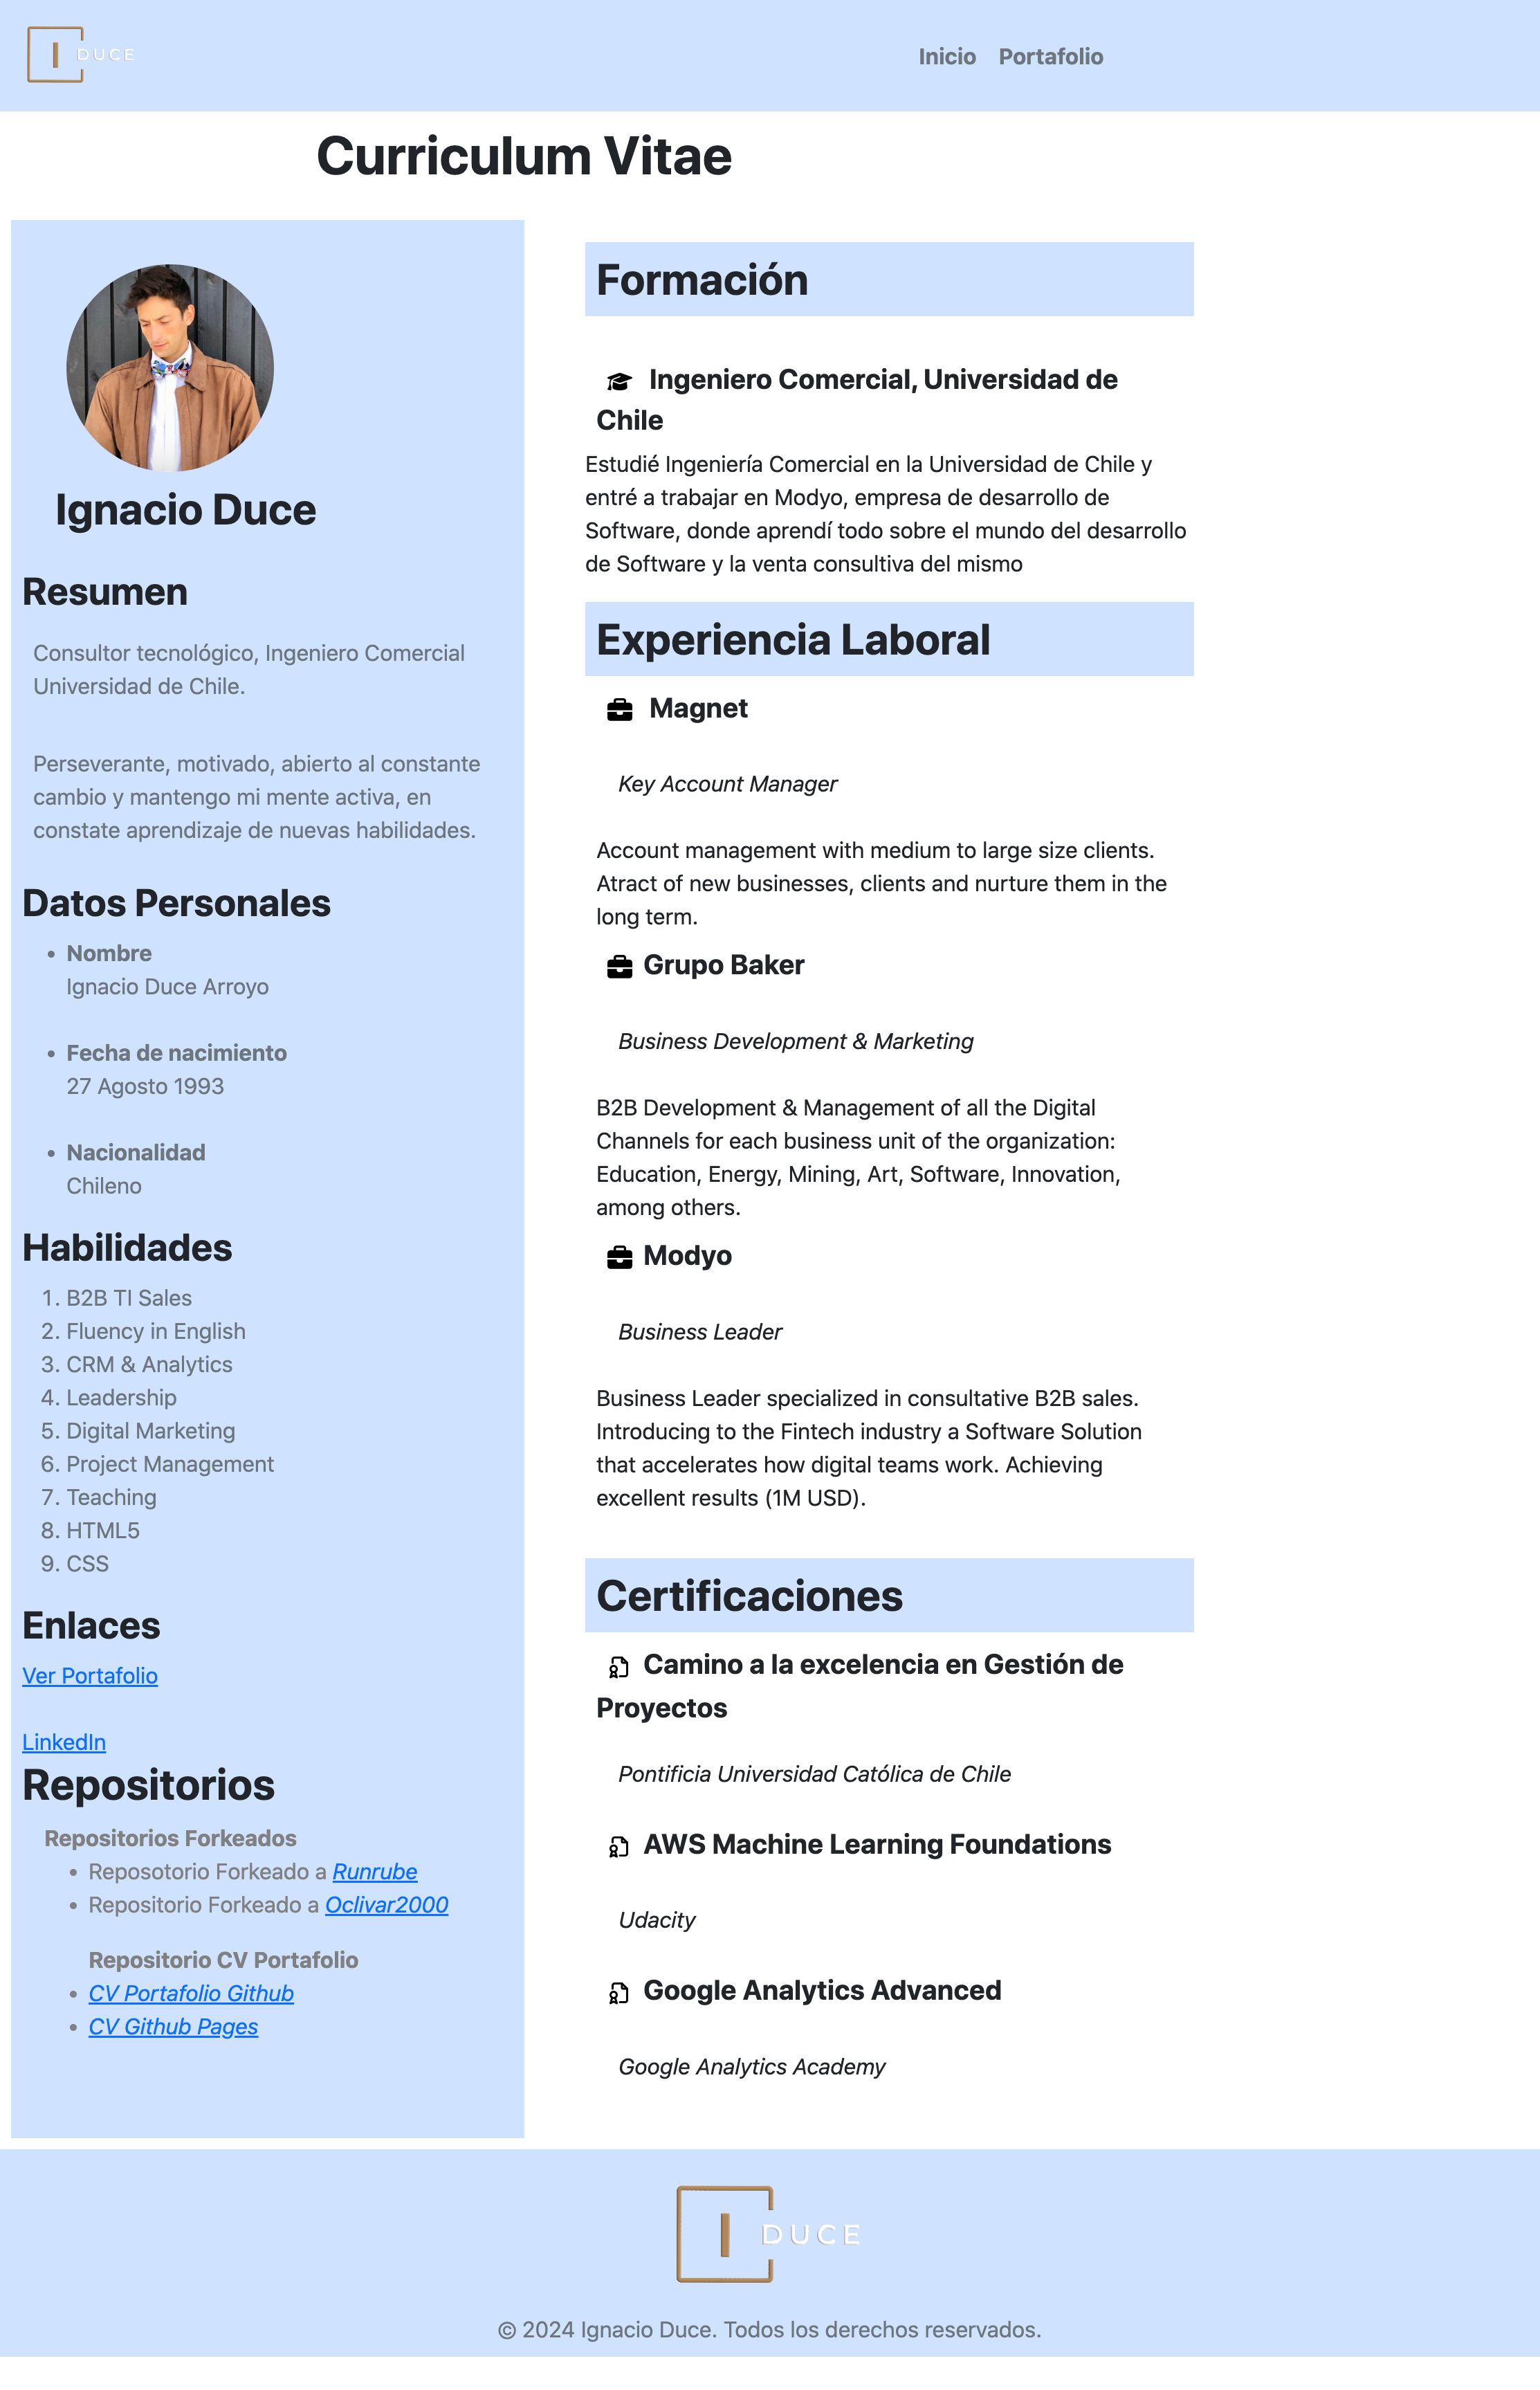 I DUCE
Inicio Portafolio
Curriculum Vitae
Ignacio Duce
Resumen
Consultor tecnológico, Ingeniero Comercial
Universidad de Chile.
Perseverante, motivado, abierto al constante
cambio y mantengo mi mente activa, en
constate aprendizaje de nuevas habilidades.
Datos Personales
• Nombre
Ignacio Duce Arroyo
• Fecha de nacimiento
27 Agosto 1993
• Nacionalidad
Chileno
Habilidades
1. B2B TI Sales
2. Fluency in English
3. CRM & Analytics
4. Leadership
5. Digital Marketing
6. Project Management
7. Teaching
8. HTML5
9. CSS
Enlaces
Ver Portafolio
LinkedIn
Repositorios
Repositorios Forkeados
• Reposotorio Forkeado a Runrube
• Repositorio Forkeado a Oclivar2000
Repositorio CV Portafolio
• CV Portafolio Github
• CV Github Pages
Formación
Ingeniero Comercial, Universidad de
Chile
Estudié Ingeniería Comercial en la Universidad de Chile y
entré a trabajar en Modyo, empresa de desarrollo de
Software, donde aprendí todo sobre el mundo del desarrollo
de Software y la venta consultiva del mismo
Experiencia Laboral
Magnet
Key Account Manager
Account management with medium to large size clients.
Atract of new businesses, clients and nurture them in the
long term.
Grupo Baker
Business Development & Marketing
B2B Development & Management of all the Digital
Channels for each business unit of the organization:
Education, Energy, Mining, Art, Software, Innovation,
among others.
Modyo
Business Leader
Business Leader specialized in consultative B2B sales.
Introducing to the Fintech industry a Software Solution
that accelerates how digital teams work. Achieving
excellent results (1M USD).
Certificaciones
Camino a la excelencia en Gestión de
Proyectos
Pontificia Universidad Católica de Chile
AWS Machine Learning Foundations
Udacity
Google Analytics Advanced
Google Analytics Academy
I DUCE
© 2024 Ignacio Duce. Todos los derechos reservados.